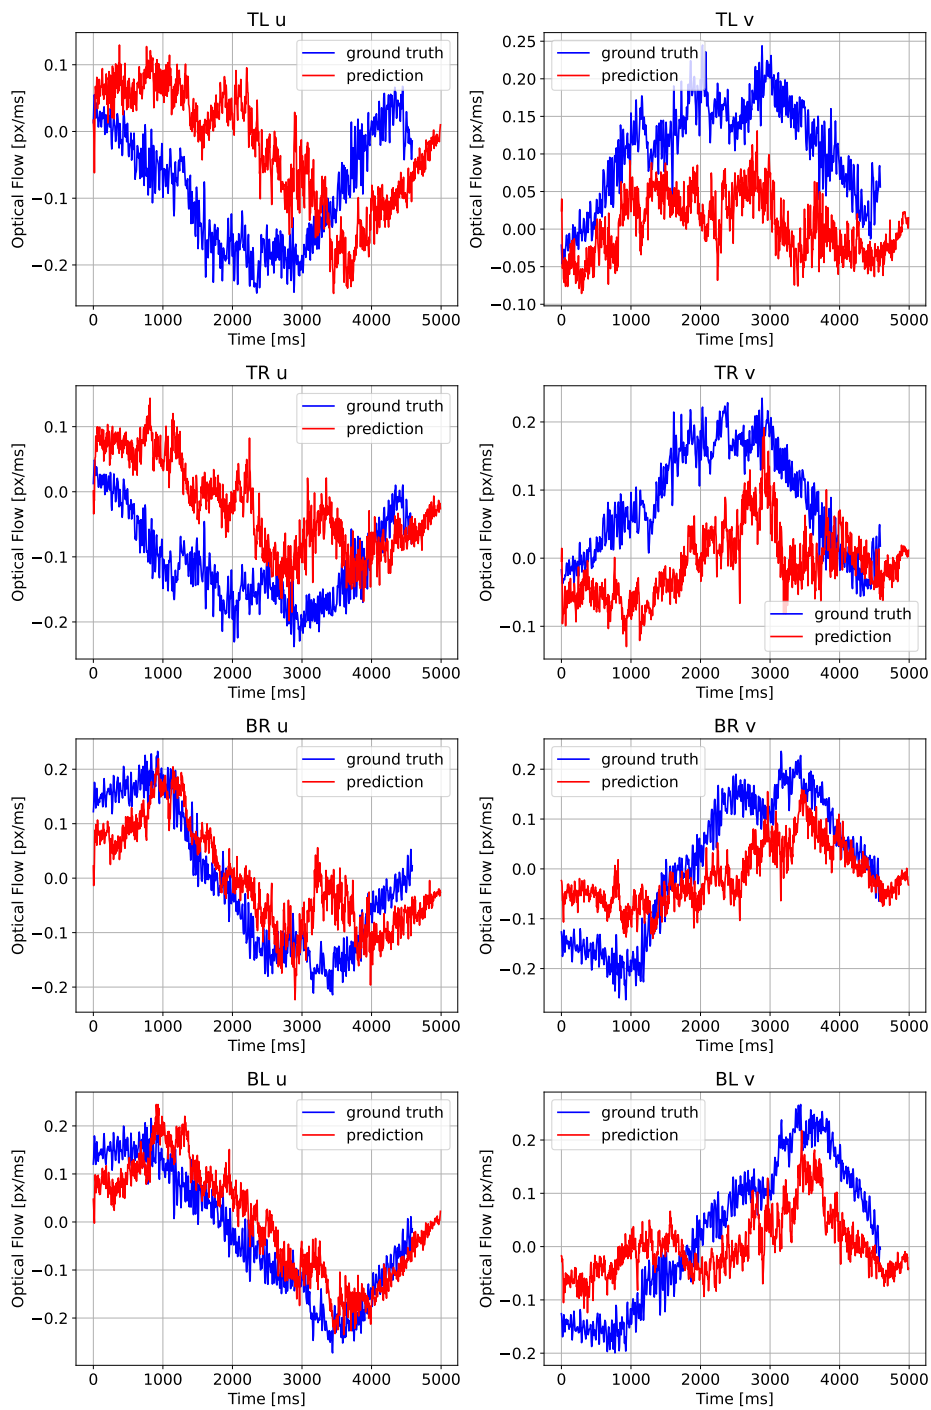 TL u
ground truth
prediction
0.1
0.0
−0.1
−0.2
Optical Flow [px/ms]
0 1000 2000 3000 4000 5000
Time [ms]
TL v
ground truth
prediction
0.25
0.20
0.15
0.10
0.05
0.00
−0.05
−0.10
Optical Flow [px/ms]
0 1000 2000 3000 4000 5000
Time [ms]
TR u
ground truth
prediction
0.1
0.0
−0.1
−0.2
Optical Flow [px/ms]
0 1000 2000 3000 4000 5000
Time [ms]
TR v
0.2
0.1
0.0
−0.1
Optical Flow [px/ms]
ground truth
prediction
0 1000 2000 3000 4000 5000
Time [ms]
BR u
ground truth
prediction
0.2
0.1
0.0
−0.1
−0.2
Optical Flow [px/ms]
0 1000 2000 3000 4000 5000
Time [ms]
BR v
ground truth
prediction
0.2
0.1
0.0
−0.1
−0.2
Optical Flow [px/ms]
0 1000 2000 3000 4000 5000
Time [ms]
BL u
ground truth
prediction
0.2
0.1
0.0
−0.1
−0.2
Optical Flow [px/ms]
0 1000 2000 3000 4000 5000
Time [ms]
BL v
ground truth
prediction
0.2
0.1
0.0
−0.1
−0.2
Optical Flow [px/ms]
0 1000 2000 3000 4000 5000
Time [ms]